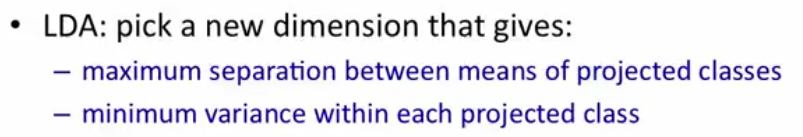 • LDA: pick a new dimension that gives:
– maximum separation between means of projected classes
– minimum variance within each projected class